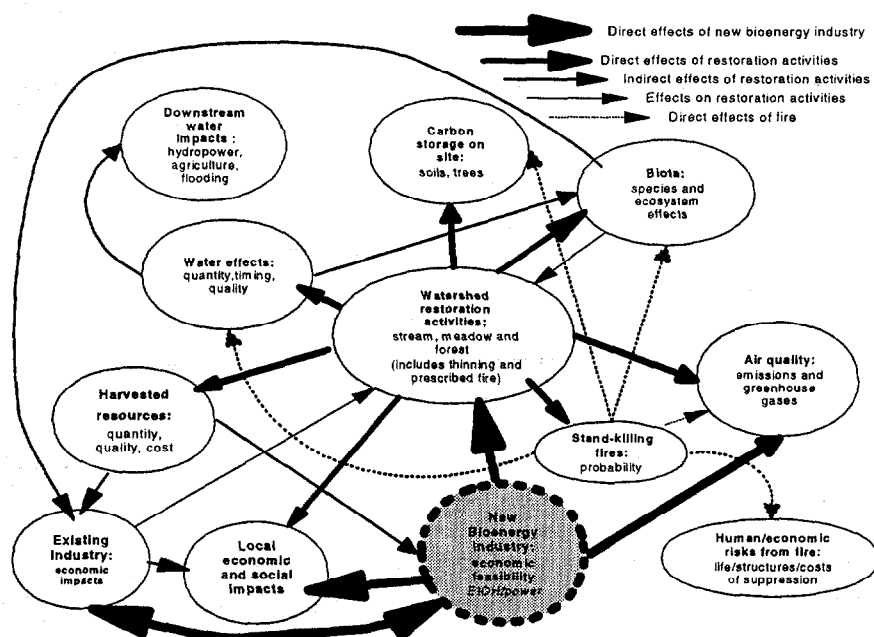 Direct effects of new bioenergy industry
Direct effects of restoration activities
Indirect effects of restoration activities
Effects on restoration activities
Direct effects of fire
Downstream
water
impacts :
hydropower,
agriculture,
flooding
Carbon
storage on
site:
soils, trees
Biota:
species and
ecosystem
effects
Water effects:
quantity,timing,
quality
Watershed
restoration
activities:
stream, meadow and
forest
(includes thinning and
prescribed fire)
Air quality:
emissions and
greenhouse
gases
Harvested
resources:
quantity,
quality, cost
Stand-killing
fires:
probability
Existing
industry:
economic
impacts
Local
economic
and social
impacts
New
Bioenergy
Industry:
economic
feasibility
EtOH/power
Human/economic
risks from fire:
life/structures/costs
of suppression